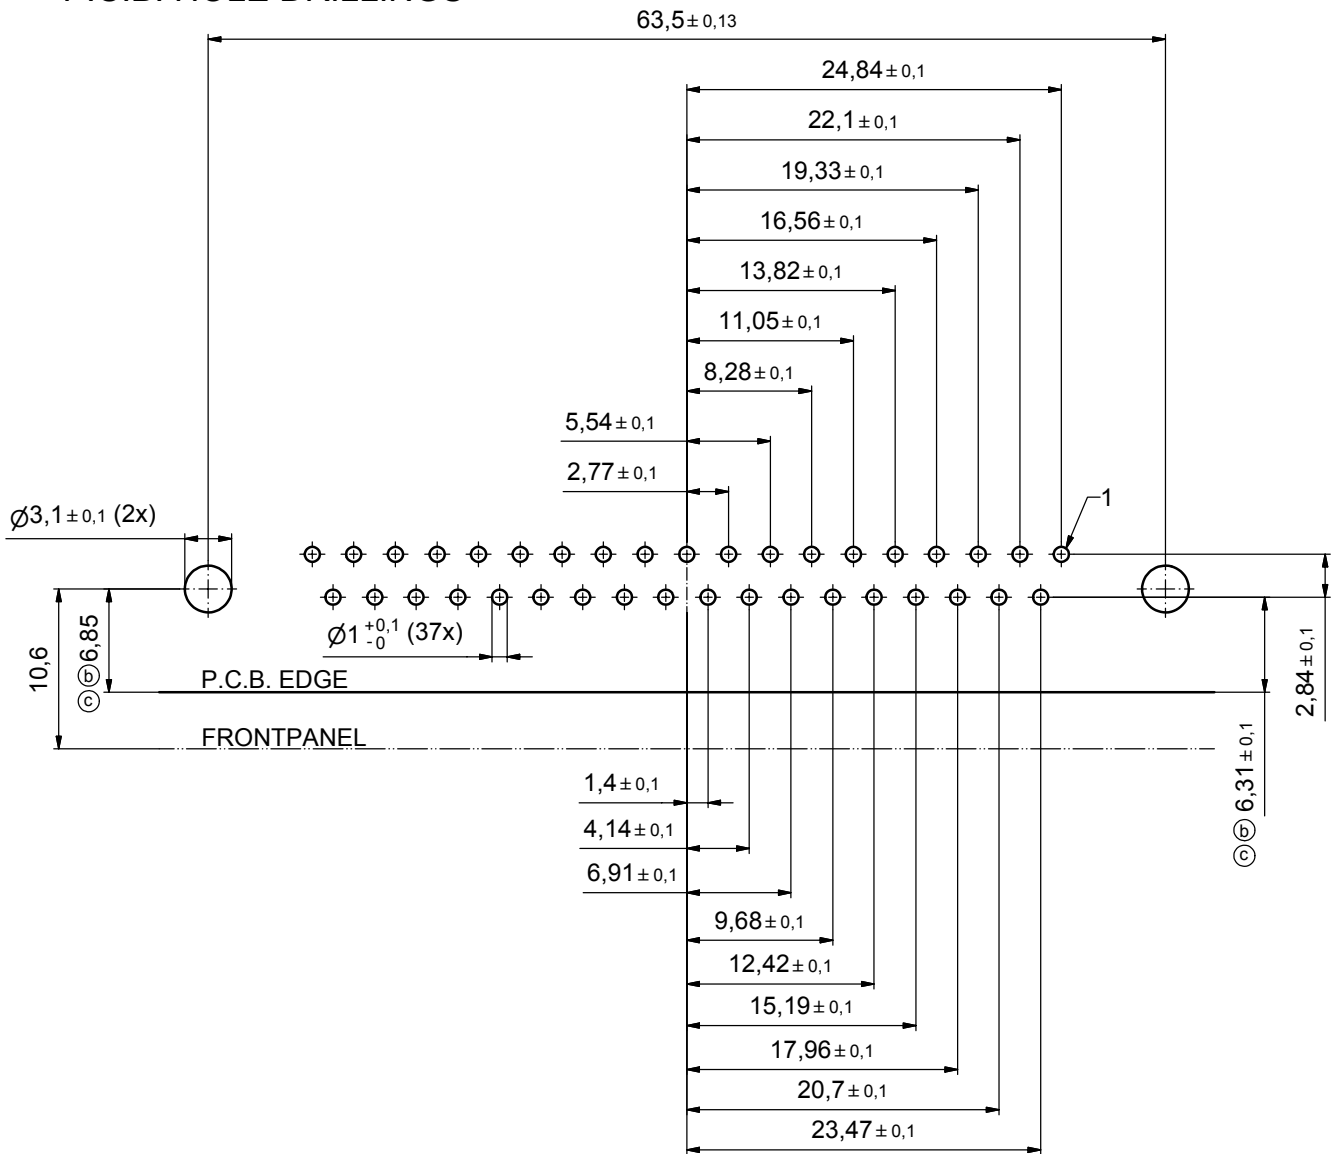 63,5 ± 0,13
24,84 ± 0,1
22,1 ± 0,1
19,33 ± 0,1
16,56 ± 0,1
13,82 ± 0,1
11,05 ± 0,1
8,28 ± 0,1
5,54 ± 0,1
2,77 ± 0,1
1
Ø3,1 ± 0,1 (2x)
Ø1 +0,1 -0 (37x)
10,6
ⓒ ⓑ 6,85
P.C.B. EDGE
2,84 ± 0,1
FRONTPANEL
ⓒ ⓑ 6,31 ± 0,1
1,4 ± 0,1
4,14 ± 0,1
6,91 ± 0,1
9,68 ± 0,1
12,42 ± 0,1
15,19 ± 0,1
17,96 ± 0,1
20,7 ± 0,1
23,47 ± 0,1